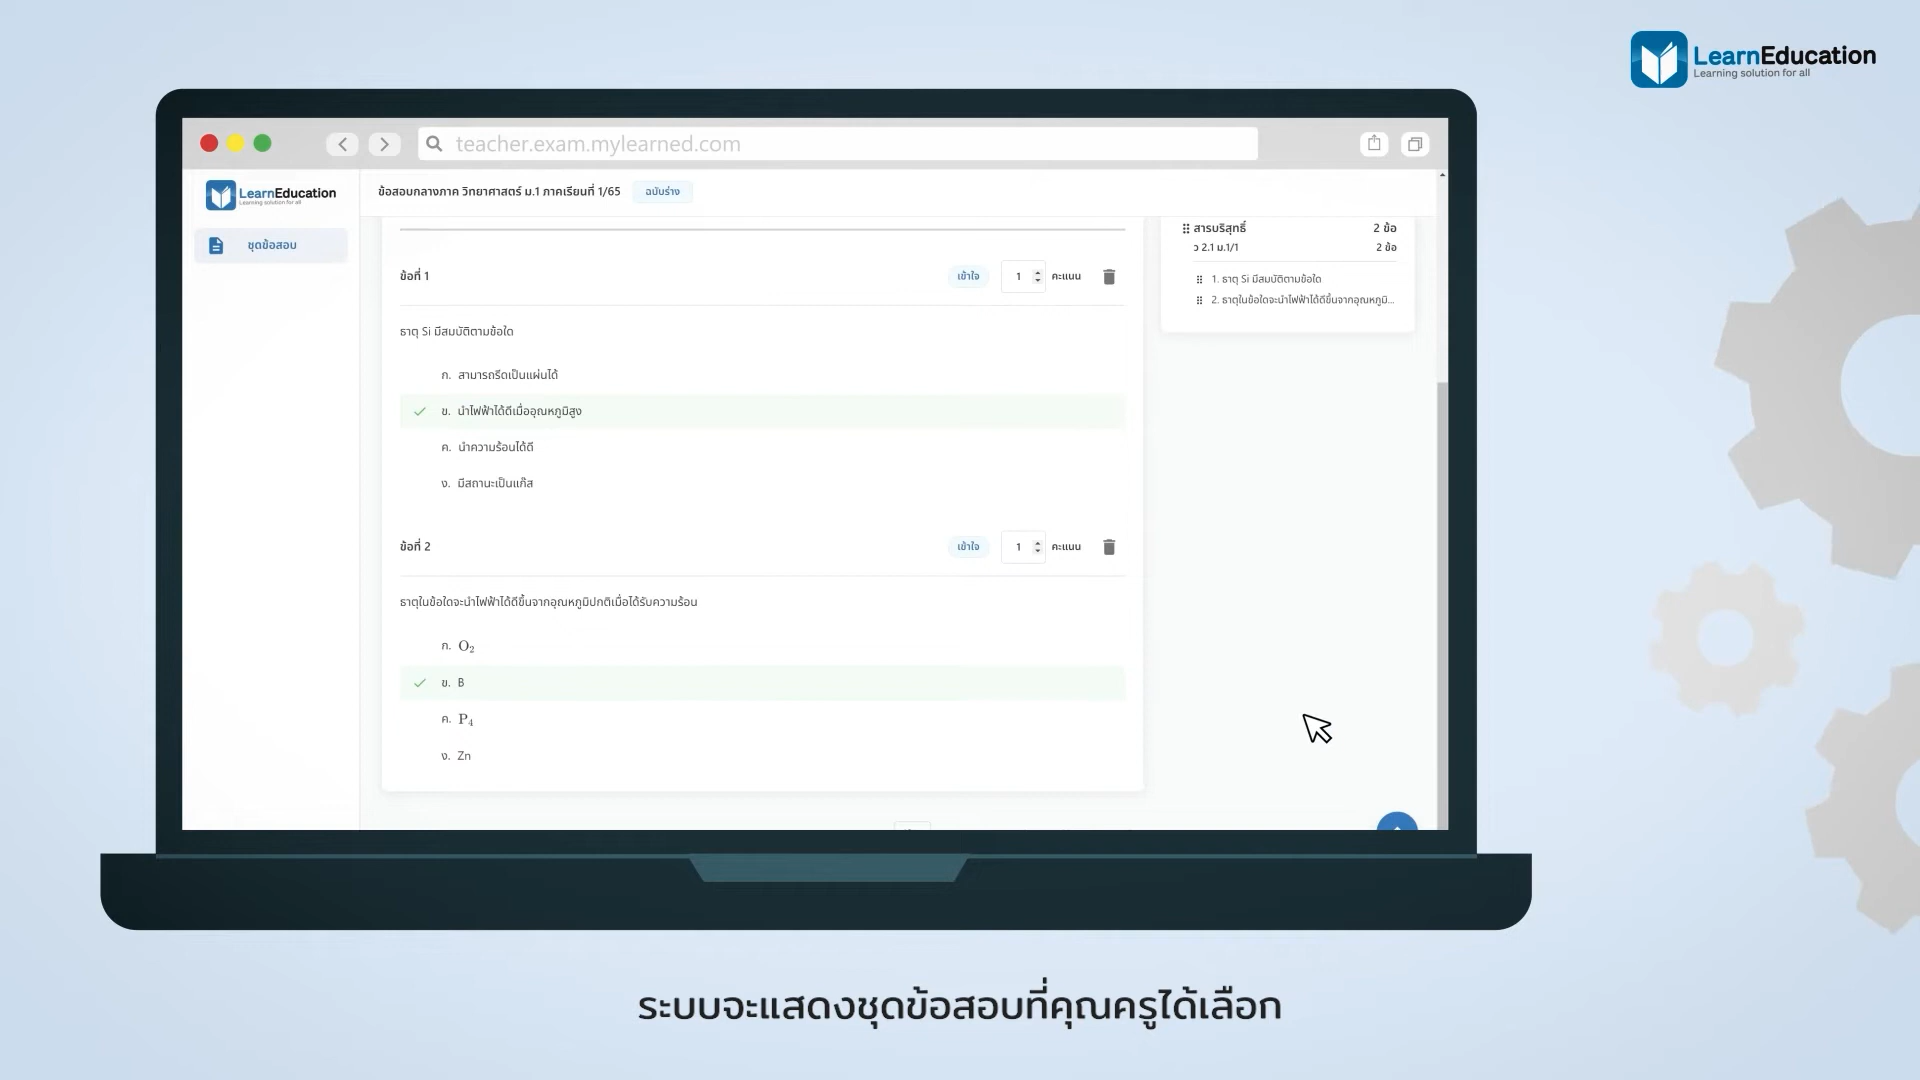 LearnEducation
Learning solution for all
teacher.exam.mylearned.com
LearnEducation
Learning solution for all
ข้อสอบกลางภาค วิทยาศาสตร์ ม.1 ภาคเรียนที่ 1/65 ฉบับร่าง
ชุดข้อสอบ
สารบริสุทธิ์ 2 ข้อ
ว 2.1 ม.1/1 2 ข้อ
1. ธาตุ Si มีสมบัติตามข้อใด
2. ธาตุในข้อใดจะนำไฟฟ้าได้ดีขึ้นจากอุณหภูมิ...
ข้อที่ 1 เข้าใจ 1 คะแนน
ธาตุ Si มีสมบัติตามข้อใด
ก. สามารถรีดเป็นแผ่นได้
ข. นำไฟฟ้าได้ดีเมื่ออุณหภูมิสูง
ค. นำความร้อนได้ดี
ง. มีสถานะเป็นแก๊ส
ข้อที่ 2 เข้าใจ 1 คะแนน
ธาตุในข้อใดจะนำไฟฟ้าได้ดีขึ้นจากอุณหภูมิปกติเมื่อได้รับความร้อน
ก. O₂
ข. B
ค. P₄
ง. Zn
ระบบจะแสดงชุดข้อสอบที่คุณครูได้เลือก